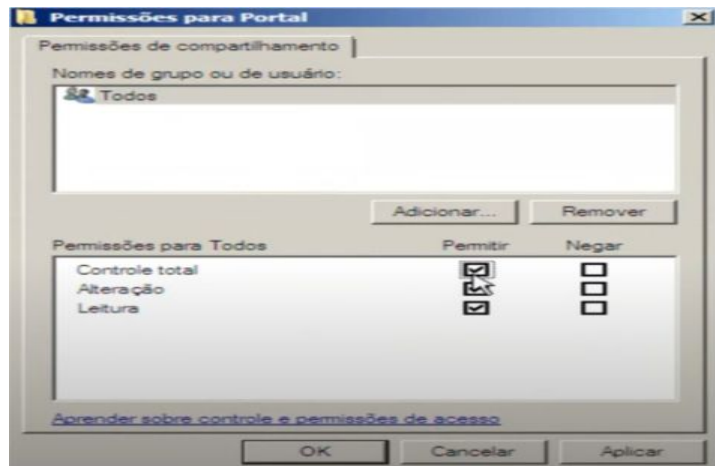 Permissões para Portal
Permissões de compartilhamento
Nomes de grupo ou de usuário:
Todos
Adicionar... Remover
Permissões para Todos Permitir Negar
Controle total
Alteração
Leitura
Aprender sobre controle e permissões de acesso
OK Cancelar Aplicar